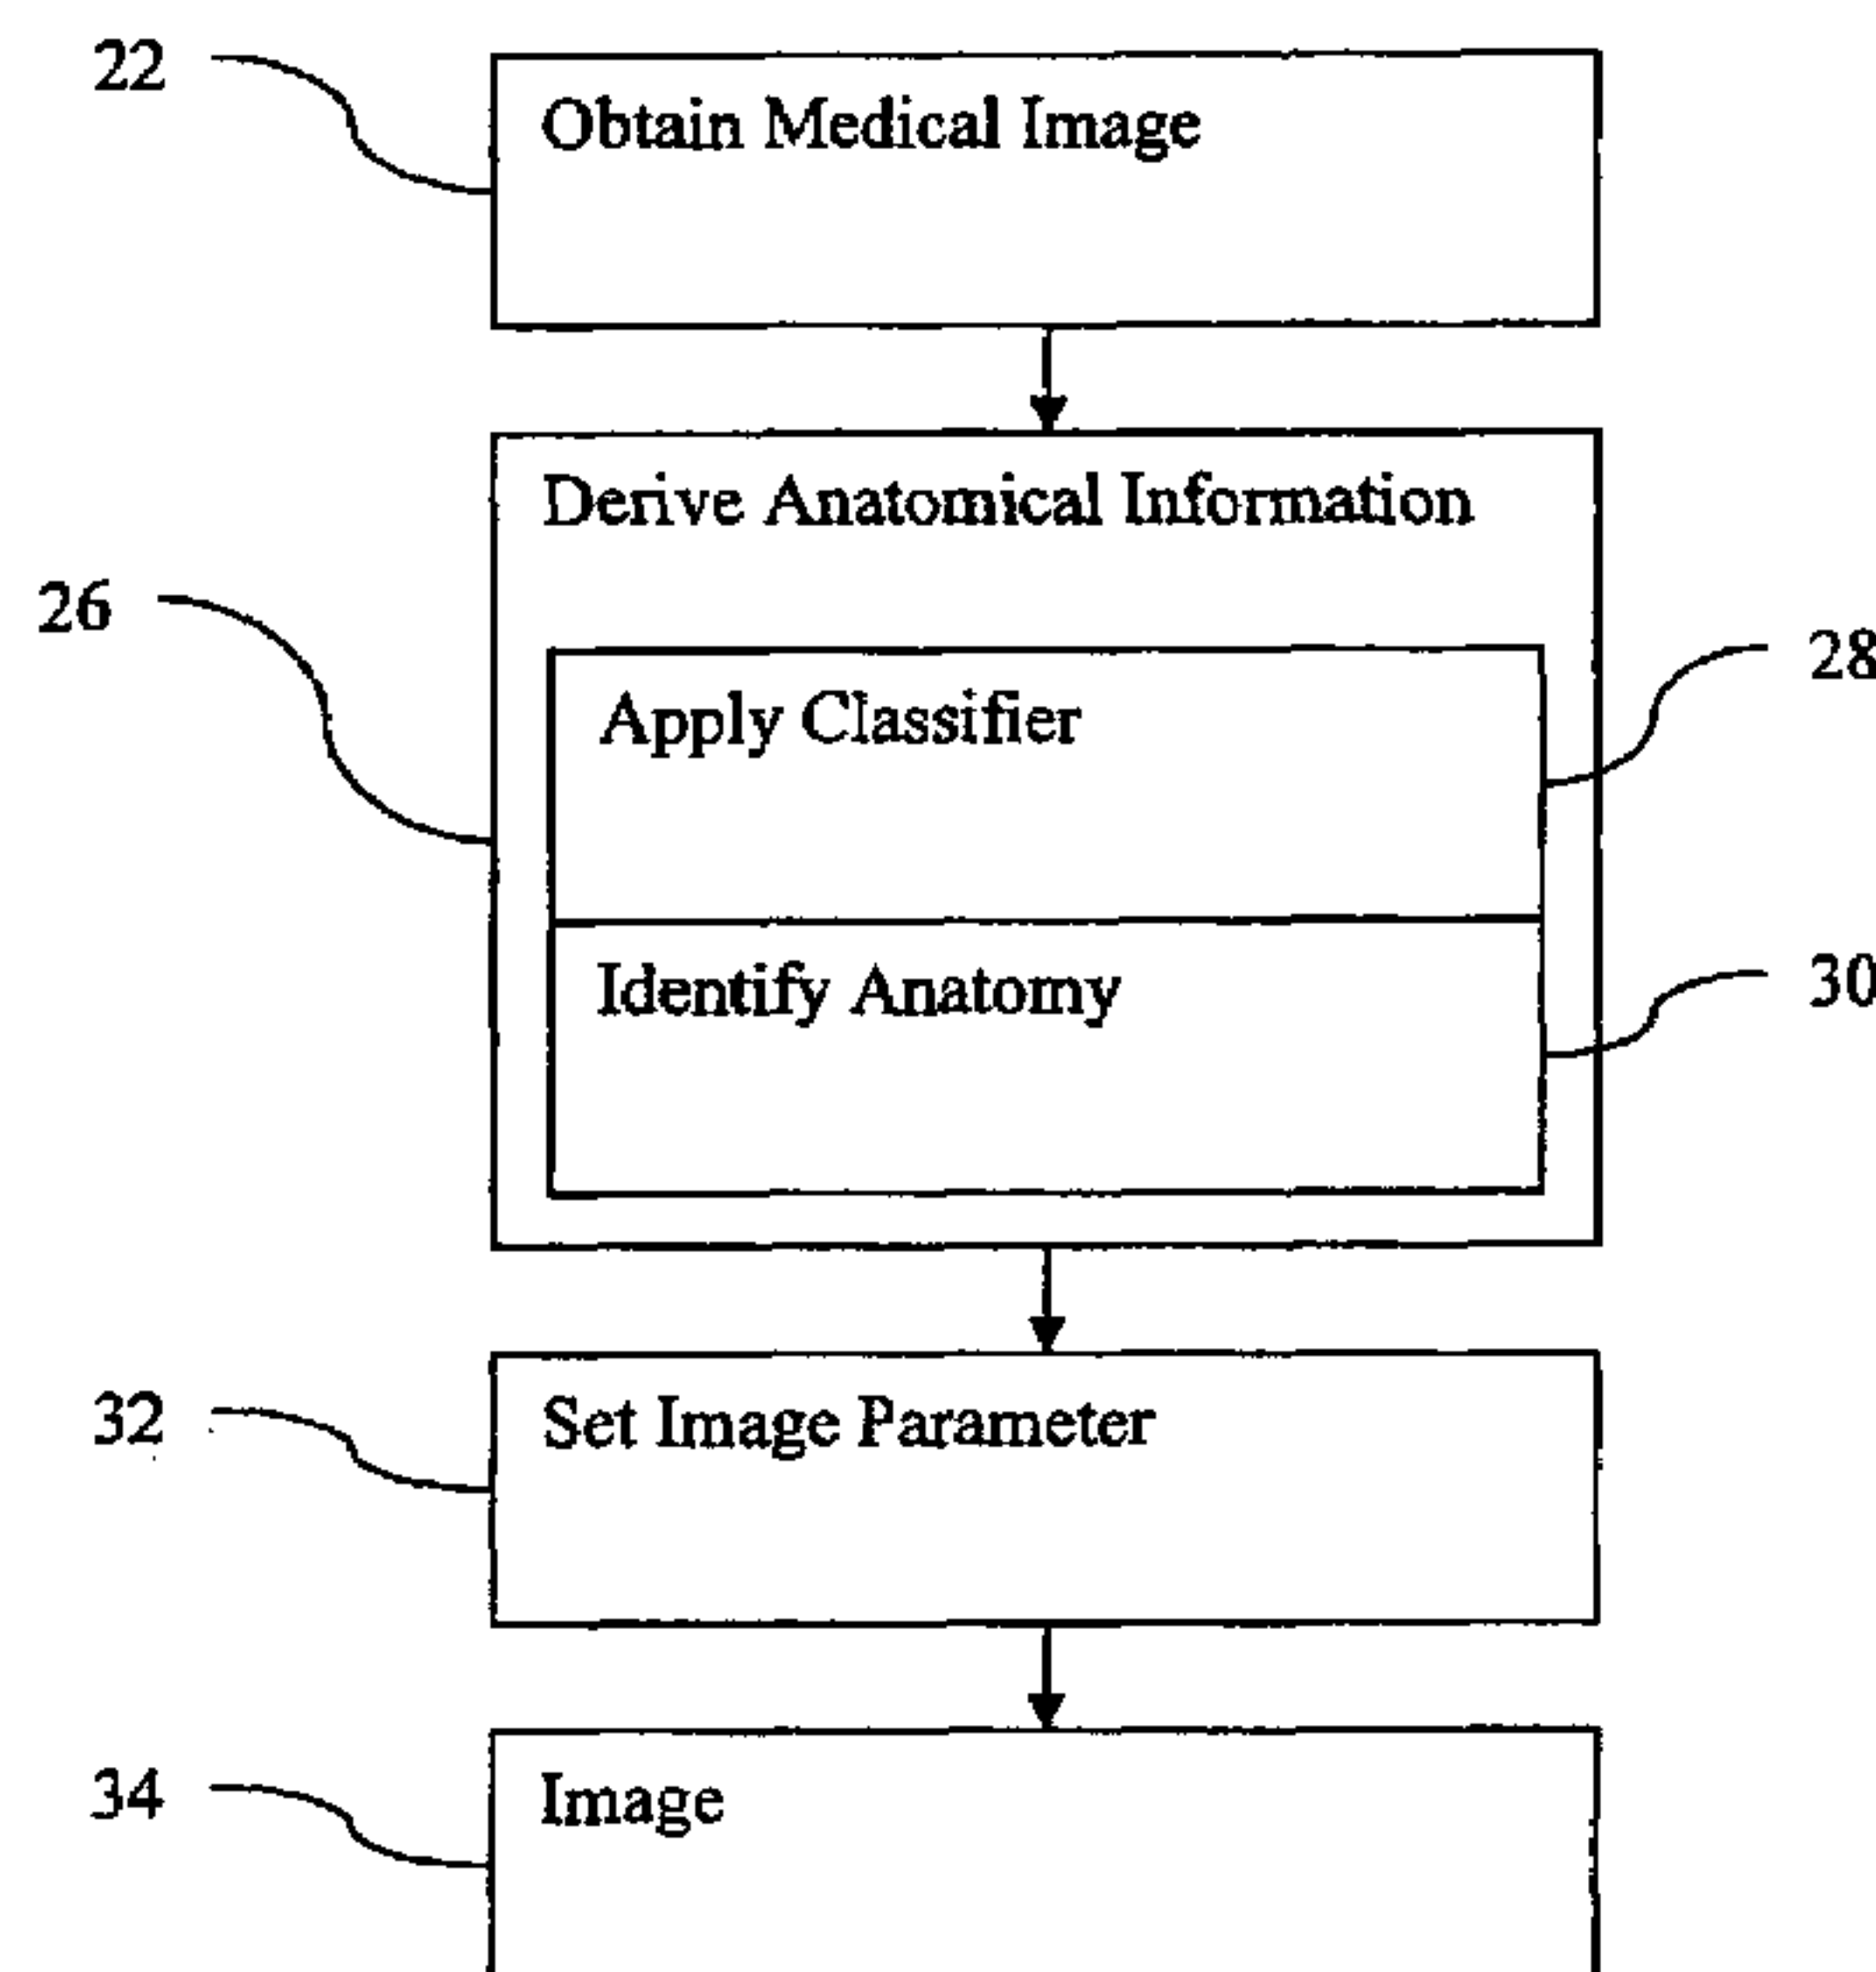 22
Obtain Medical Image
Derive Anatomical Information
26
28
Apply Classifier
30
Identify Anatomy
32
Set Image Parameter
34
Image